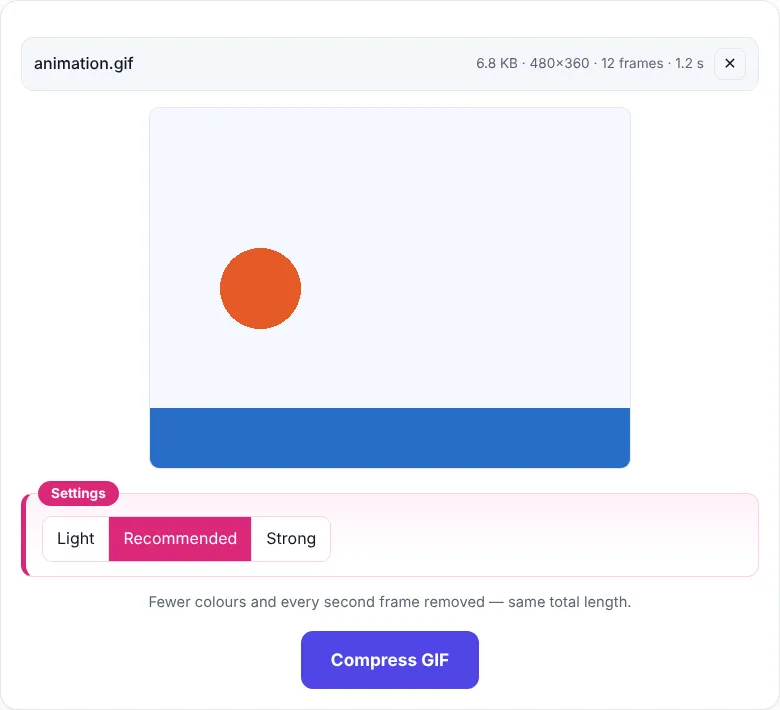 animation.gif
6.8 KB · 480×360 · 12 frames · 1.2 s ✕
Settings
Light Recommended Strong
Fewer colours and every second frame removed — same total length.
Compress GIF